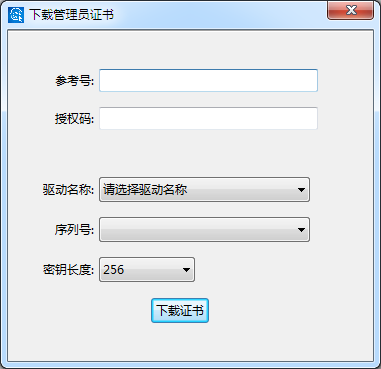 下载管理员证书
参考号:
授权码:
驱动名称: 请选择驱动名称
序列号:
密钥长度: 256
下载证书